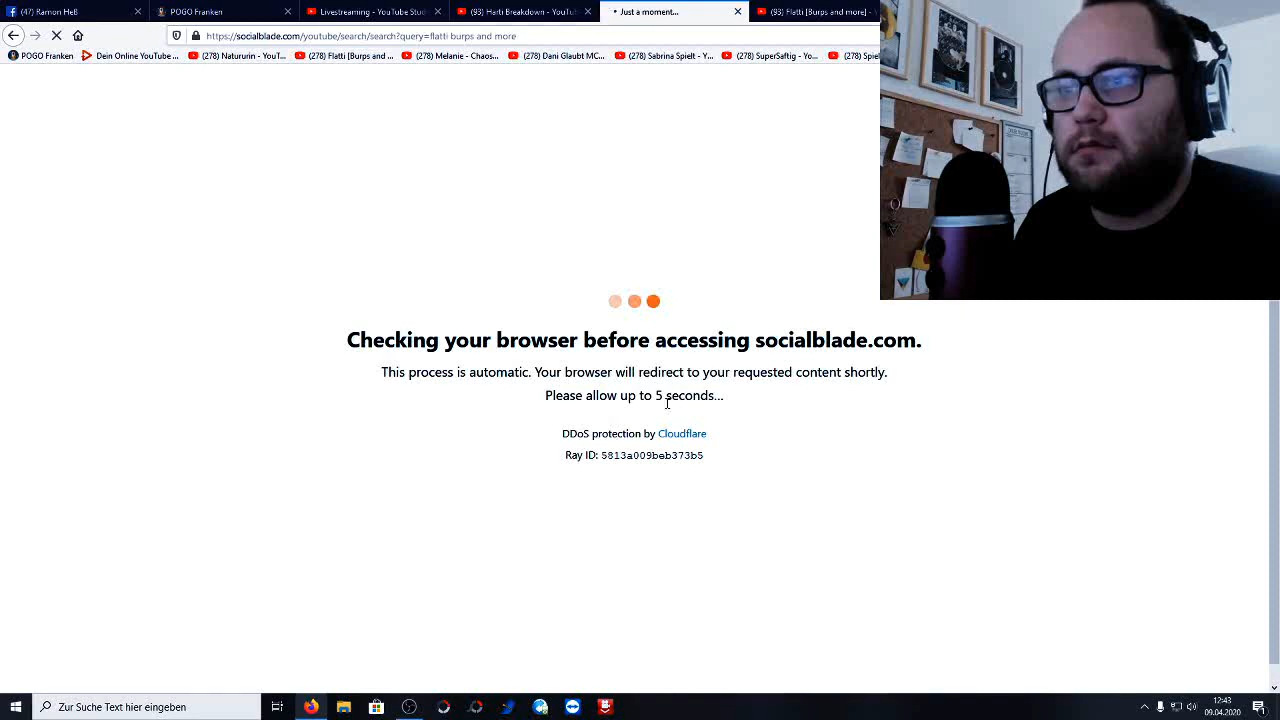 (47) Ramon Heß
POGO Franken
Livestreaming - YouTube Stud
(93) Harti Breakdown - YouTub
Just a moment...
(93) Flatti [Burps and more] - 
https://socialblade.com/youtube/search/search?query=flatti burps and more
POGO Franken
Dein Online YouTube ...
(278) Natururin - YouT...
(278) Flatti [Burps and ...
(278) Melanie - Chaos...
(278) Dani Glaubt MC...
(278) Sabrina Spielt - Y...
(278) SuperSaftig - Yo...
(278) Spiel
Checking your browser before accessing socialblade.com.
This process is automatic. Your browser will redirect to your requested content shortly.
Please allow up to 5 seconds...
DDoS protection by Cloudflare
Ray ID: 5813a009beb373b5
Zur Suche Text hier eingeben
12:43
09.04.2020